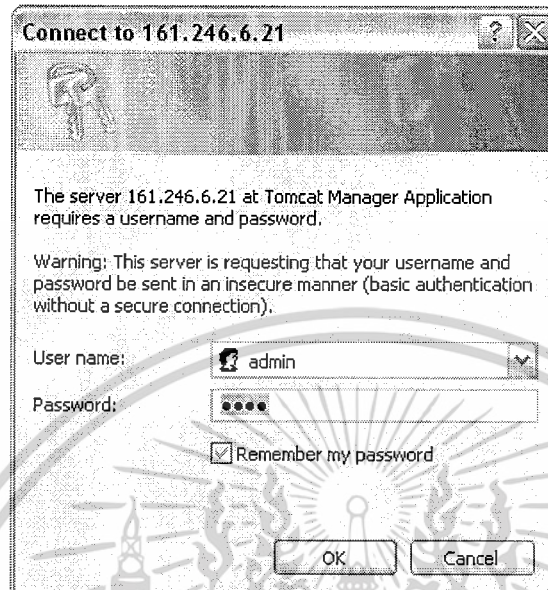 Connect to 161.246.6.21
The server 161.246.6.21 at Tomcat Manager Application
requires a username and password.
Warning: This server is requesting that your username and
password be sent in an insecure manner (basic authentication
without a secure connection).
User name: admin
Password: ●●●●
Remember my password
OK Cancel